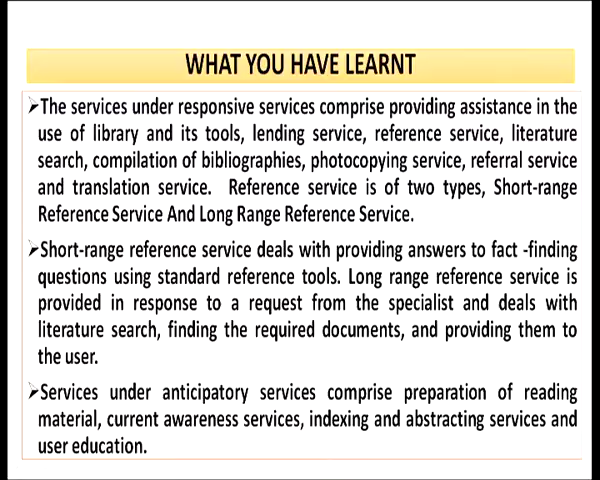 WHAT YOU HAVE LEARNT
➢The services under responsive services comprise providing assistance in the
use of library and its tools, lending service, reference service, literature
search, compilation of bibliographies, photocopying service, referral service
and translation service. Reference service is of two types, Short-range
Reference Service And Long Range Reference Service.
➢Short-range reference service deals with providing answers to fact -finding
questions using standard reference tools. Long range reference service is
provided in response to a request from the specialist and deals with
literature search, finding the required documents, and providing them to
the user.
➢Services under anticipatory services comprise preparation of reading
material, current awareness services, indexing and abstracting services and
user education.